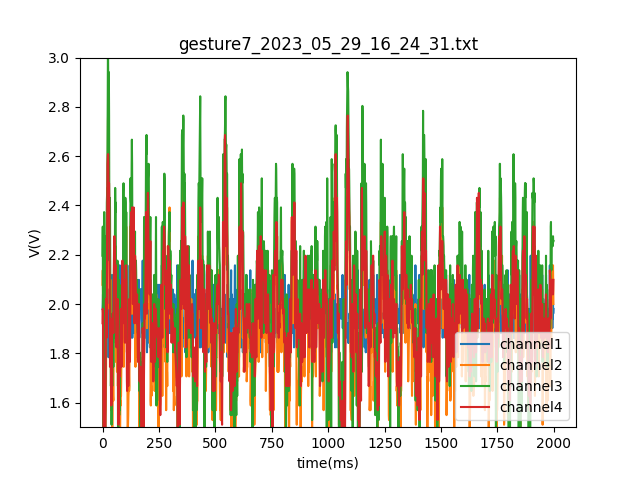 gesture7_2023_05_29_16_24_31.txt
3.0
2.8
2.6
2.4
2.2
2.0
1.8
1.6
V(V)
channel1
channel2
channel3
channel4
0 250 500 750 1000 1250 1500 1750 2000
time(ms)